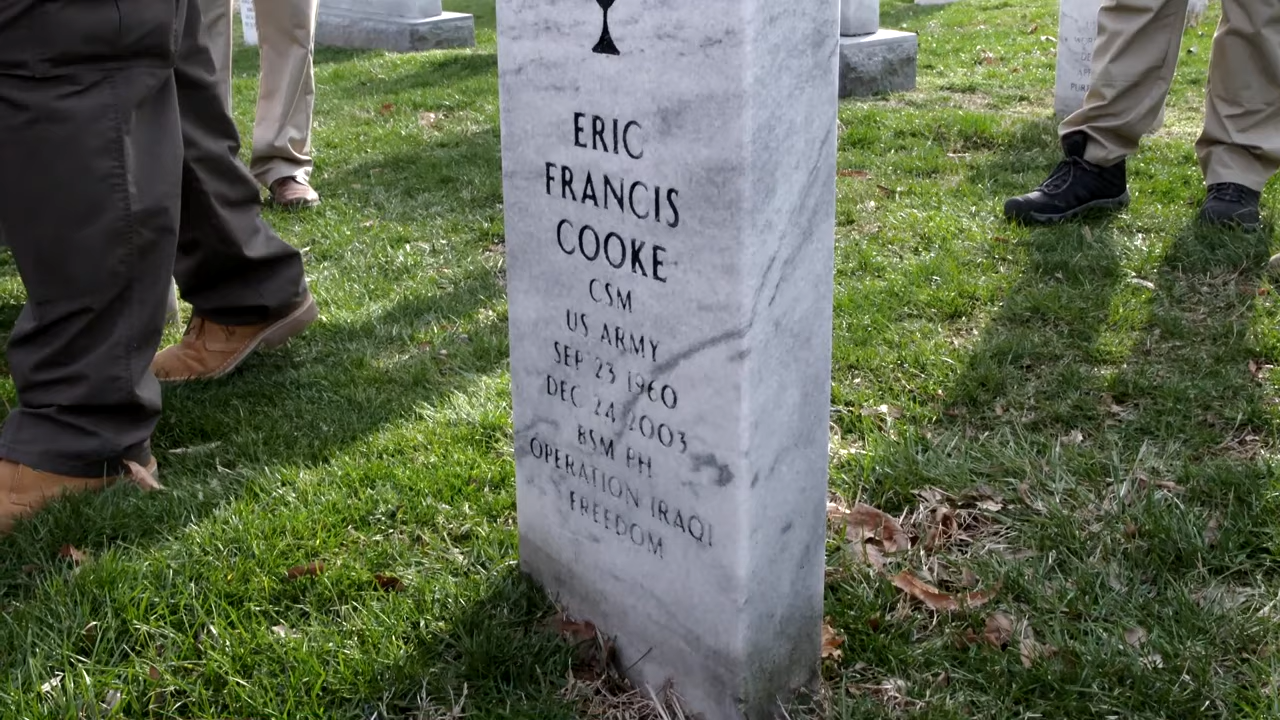 ERIC
FRANCIS
COOKE
CSM
US ARMY
SEP 23 1960
DEC 24 2003
BSM PH
OPERATION IRAQI
FREEDOM